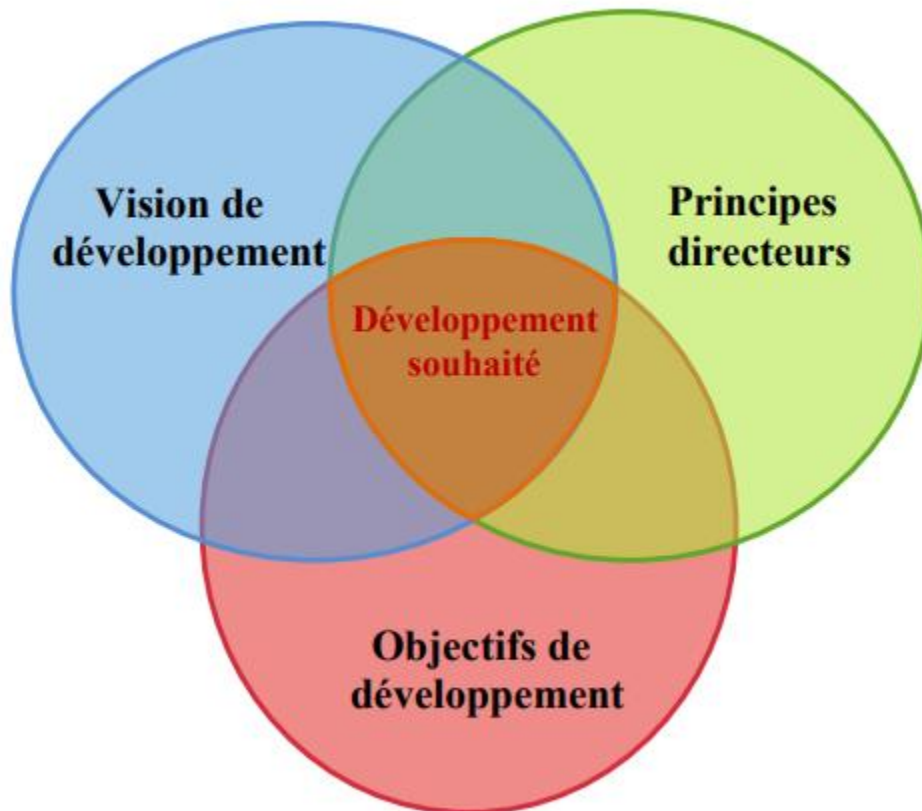 Vision de
développement
Principes
directeurs
Développement
souhaité
Objectifs de
développement